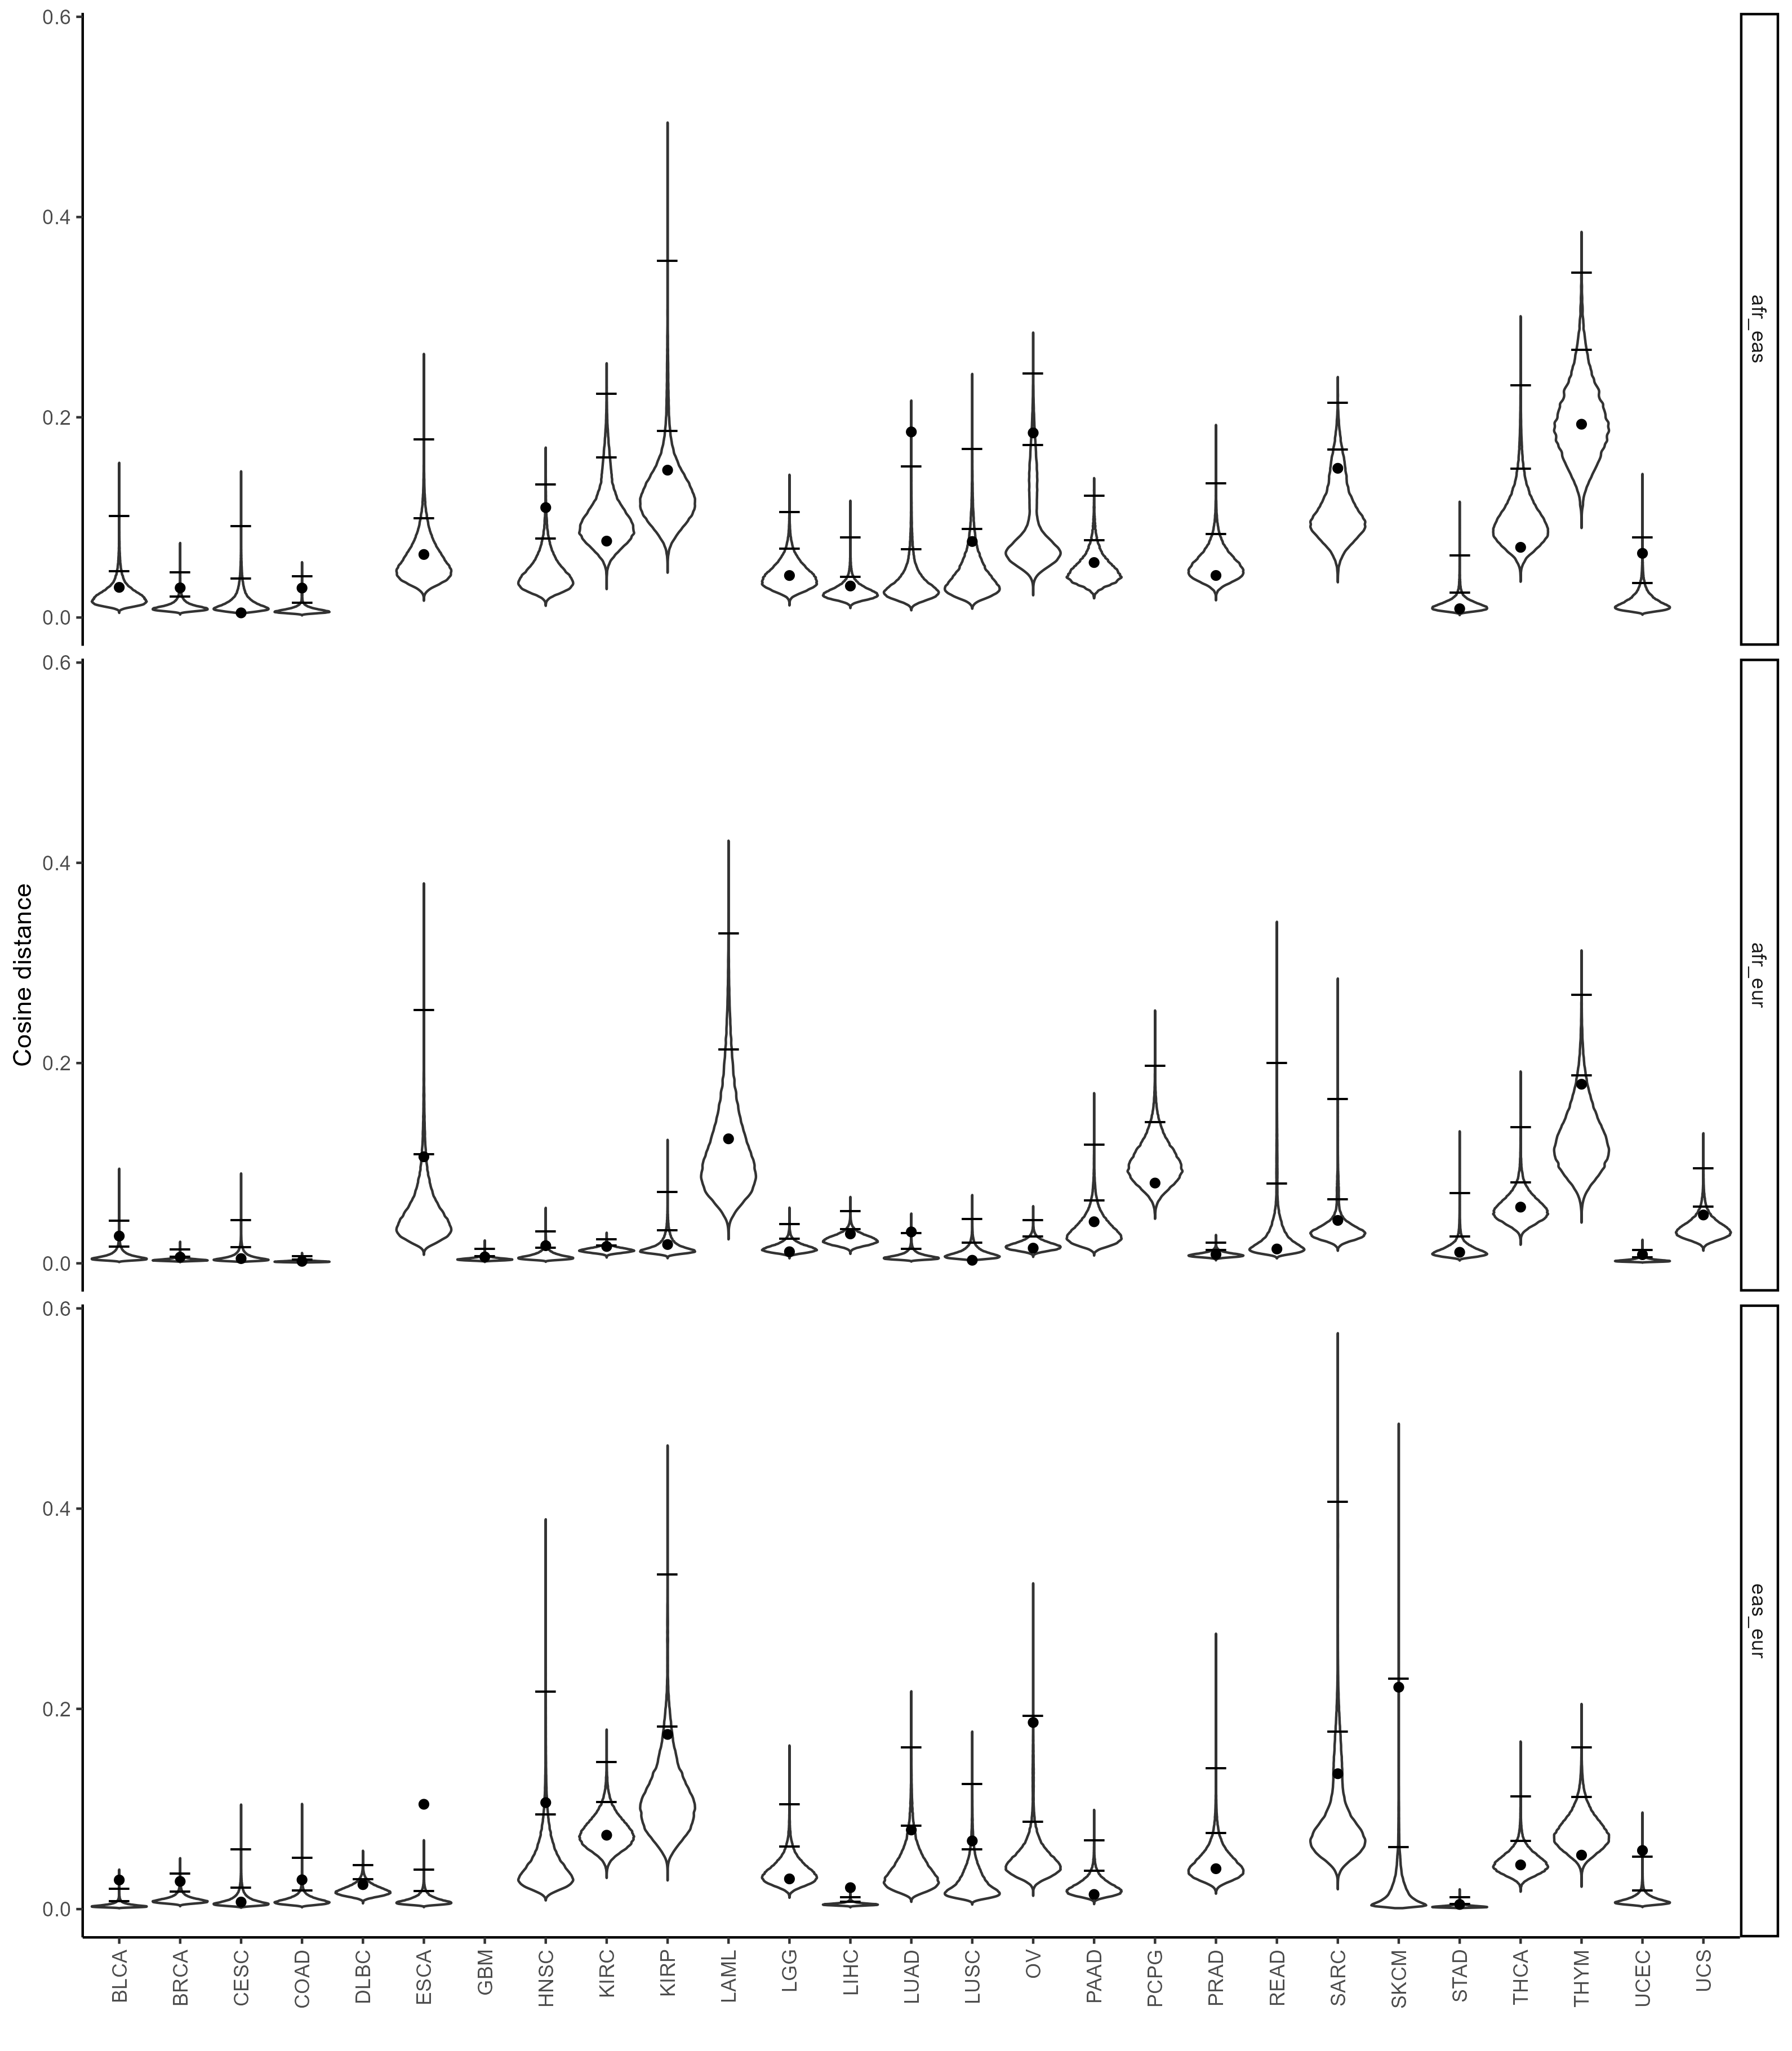 0.6
0.4
0.2
0.0
afr_eas
0.6
0.4
0.2
0.0
afr_eur
Cosine distance
0.6
0.4
0.2
0.0
eas_eur
BLCA
BRCA
CESC
COAD
DLBC
ESCA
GBM
HNSC
KIRC
KIRP
LAML
LGG
LIHC
LUAD
LUSC
OV
PAAD
PCPG
PRAD
READ
SARC
SKCM
STAD
THCA
THYM
UCEC
UCS